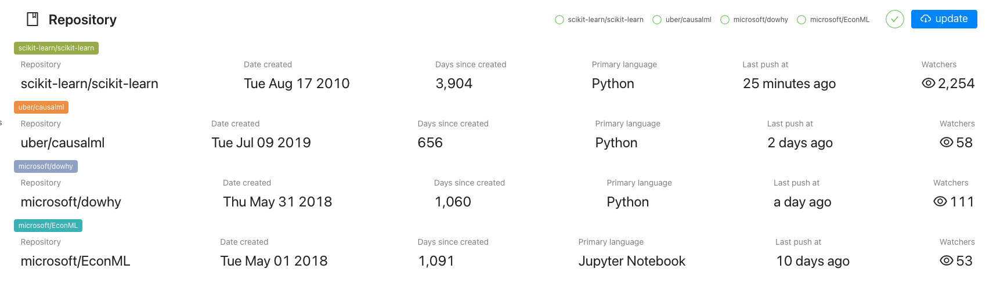 Repository
scikit-learn/scikit-learn uber/causalml microsoft/dowhy microsoft/EconML update
scikit-learn/scikit-learn
Repository Date created Days since created Primary language Last push at Watchers
scikit-learn/scikit-learn Tue Aug 17 2010 3,904 Python 25 minutes ago 2,254
uber/causalml
s
Repository Date created Days since created Primary language Last push at Watchers
uber/causalml Tue Jul 09 2019 656 Python 2 days ago 58
microsoft/dowhy
Repository Date created Days since created Primary language Last push at Watchers
microsoft/dowhy Thu May 31 2018 1,060 Python a day ago 111
microsoft/EconML
Repository Date created Days since created Primary language Last push at Watchers
microsoft/EconML Tue May 01 2018 1,091 Jupyter Notebook 10 days ago 53